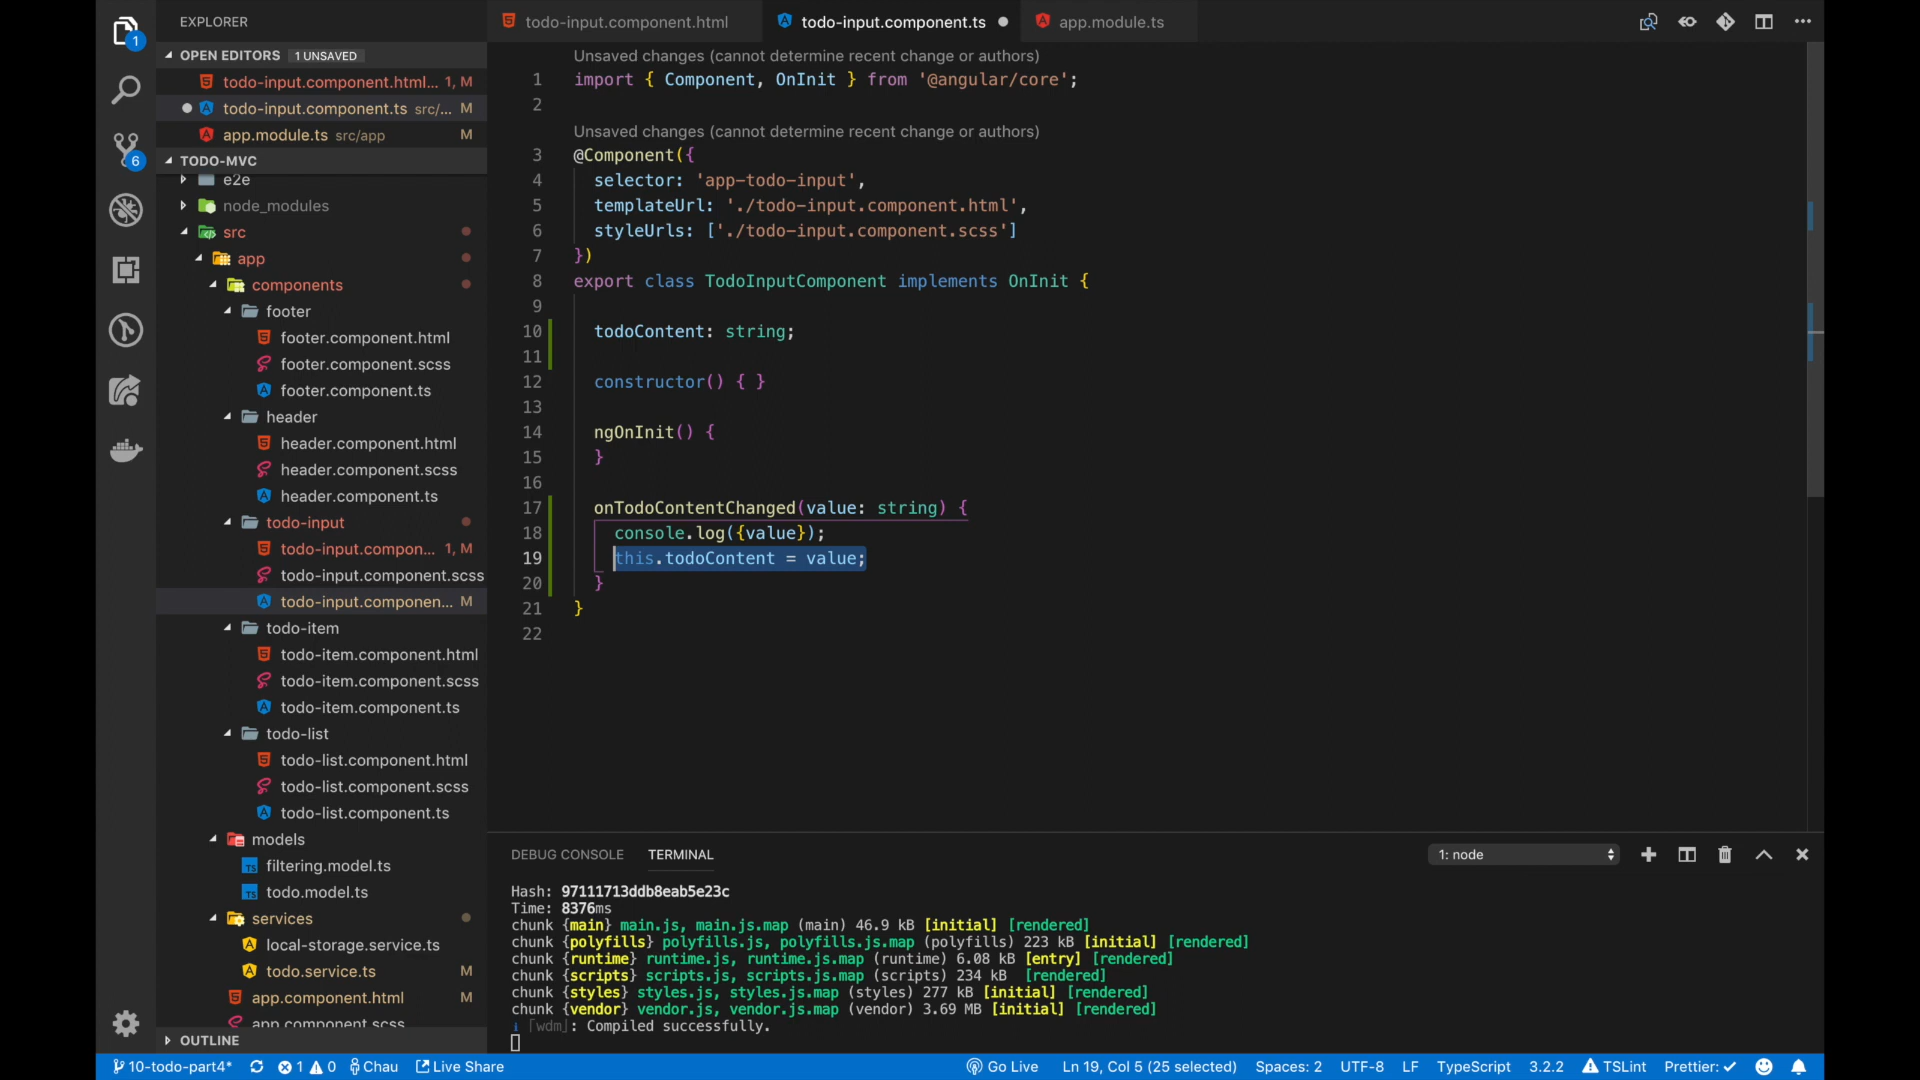 EXPLORER
OPEN EDITORS 1 UNSAVED
todo-input.component.html... 1, M
todo-input.component.ts src/... M
app.module.ts src/app M
TODO-MVC
e2e
node_modules
src
app
components
footer
footer.component.html
footer.component.scss
footer.component.ts
header
header.component.html
header.component.scss
header.component.ts
todo-input
todo-input.compon... 1, M
todo-input.component.scss
todo-input.componen... M
todo-item
todo-item.component.html
todo-item.component.scss
todo-item.component.ts
todo-list
todo-list.component.html
todo-list.component.scss
todo-list.component.ts
models
filtering.model.ts
todo.model.ts
services
local-storage.service.ts
todo.service.ts M
app.component.html M
app.component.scss
OUTLINE
1
6
todo-input.component.html
todo-input.component.ts
app.module.ts
Unsaved changes (cannot determine recent change or authors)
1 import { Component, OnInit } from '@angular/core';
2
Unsaved changes (cannot determine recent change or authors)
3 @Component({
4 selector: 'app-todo-input',
5 templateUrl: './todo-input.component.html',
6 styleUrls: ['./todo-input.component.scss']
7 })
8 export class TodoInputComponent implements OnInit {
9
10 todoContent: string;
11
12 constructor() { }
13
14 ngOnInit() {
15 }
16
17 onTodoContentChanged(value: string) {
18 console.log({value});
19 this.todoContent = value;
20 }
21 }
22
DEBUG CONSOLE TERMINAL 1: node
Hash: 97111713ddb8eab5e23c
Time: 8376ms
chunk {main} main.js, main.js.map (main) 46.9 kB [initial] [rendered]
chunk {polyfills} polyfills.js, polyfills.js.map (polyfills) 223 kB [initial] [rendered]
chunk {runtime} runtime.js, runtime.js.map (runtime) 6.08 kB [entry] [rendered]
chunk {scripts} scripts.js, scripts.js.map (scripts) 234 kB [rendered]
chunk {styles} styles.js, styles.js.map (styles) 277 kB [initial] [rendered]
chunk {vendor} vendor.js, vendor.js.map (vendor) 3.69 MB [initial] [rendered]
i ｢wdm｣: Compiled successfully.
10-todo-part4* 1 0 Chau Live Share Go Live Ln 19, Col 5 (25 selected) Spaces: 2 UTF-8 LF TypeScript 3.2.2 TSLint Prettier: ✓